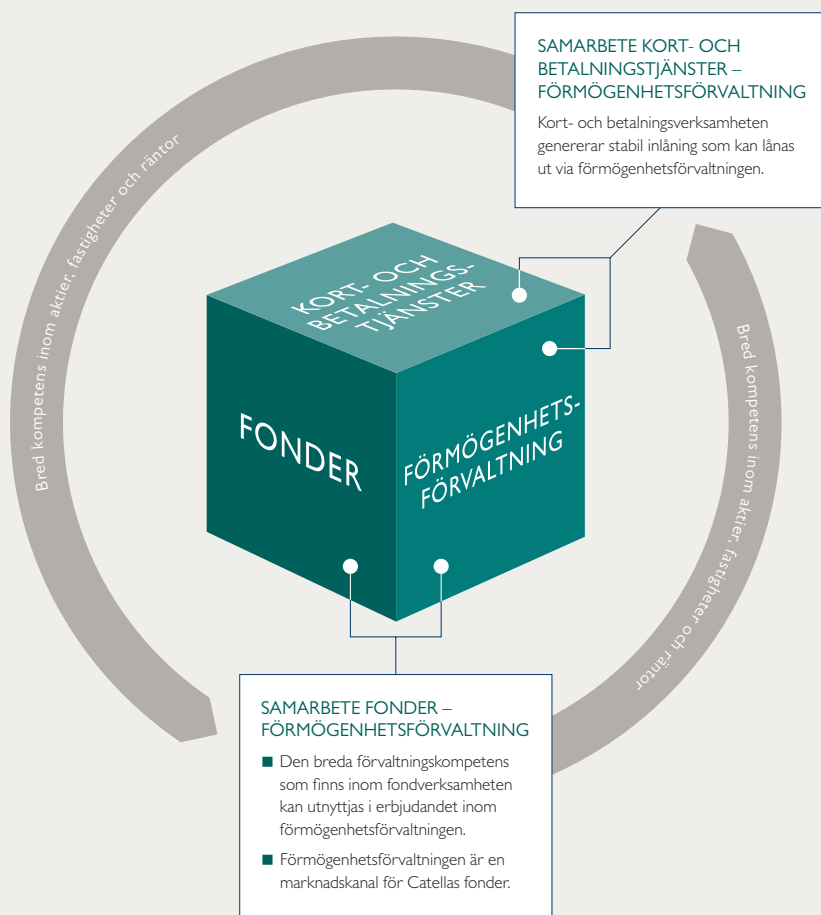 SAMARBETE KORT- OCH
BETALNINGSTJÄNSTER –
FÖRMÖGENHETSFÖRVALTNING
Kort- och betalningsverksamheten
genererar stabil inlåning som kan lånas
ut via förmögenhetsförvaltningen.
Bred kompetens inom aktier, fastigheter och räntor
KORT- OCH
BETALNINGS-
TJÄNSTER
FONDER
FÖRMÖGENHETS-
FÖRVALTNING
Bred kompetens inom aktier, fastigheter och räntor
SAMARBETE FONDER –
FÖRMÖGENHETSFÖRVALTNING
■ Den breda förvaltningskompetens
som finns inom fondverksamheten
kan utnyttjas i erbjudandet inom
förmögenhetsförvaltningen.
■ Förmögenhetsförvaltningen är en
marknadskanal för Catellas fonder.